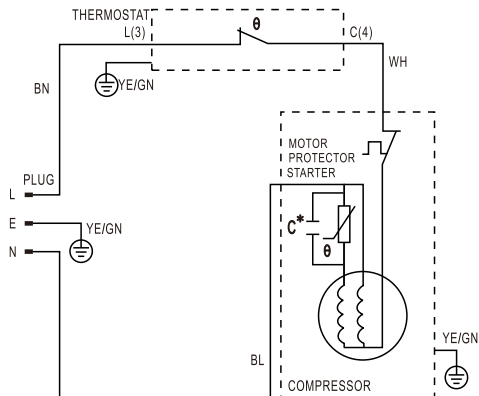 THERMOSTAT
L(3)
θ
C(4)
WH
BN
YE/GN
MOTOR
PROTECTOR
STARTER
PLUG
L
E
YE/GN
N
C*
θ
YE/GN
BL
COMPRESSOR